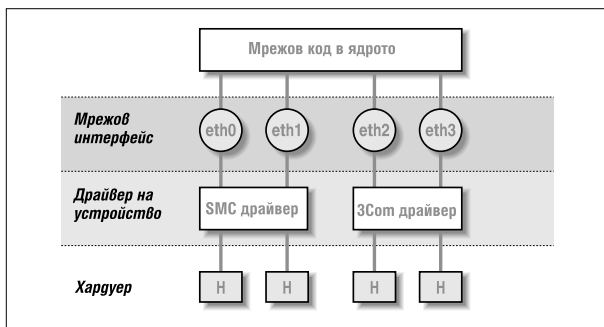 Мрежов код в ядрото
Мрежов
интерфейс
eth0 eth1 eth2 eth3
Драйвер на
устройство
SMC драйвер 3Com драйвер
Хардуер
H H H H